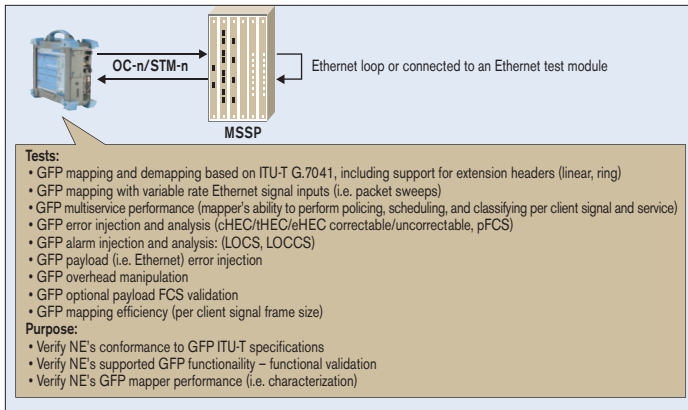 OC-n/STM-n
Ethernet loop or connected to an Ethernet test module
MSSP
Tests:
• GFP mapping and demapping based on ITU-T G.7041, including support for extension headers (linear, ring)
• GFP mapping with variable rate Ethernet signal inputs (i.e. packet sweeps)
• GFP multiservice performance (mapper's ability to perform policing, scheduling, and classifying per client signal and service)
• GFP error injection and analysis (cHEC/tHEC/eHEC correctable/uncorrectable, pFCS)
• GFP alarm injection and analysis: (LOCS, LOCCS)
• GFP payload (i.e. Ethernet) error injection
• GFP overhead manipulation
• GFP optional payload FCS validation
• GFP mapping efficiency (per client signal frame size)
Purpose:
• Verify NE's conformance to GFP ITU-T specifications
• Verify NE's supported GFP functionaility – functional validation
• Verify NE's GFP mapper performance (i.e. characterization)